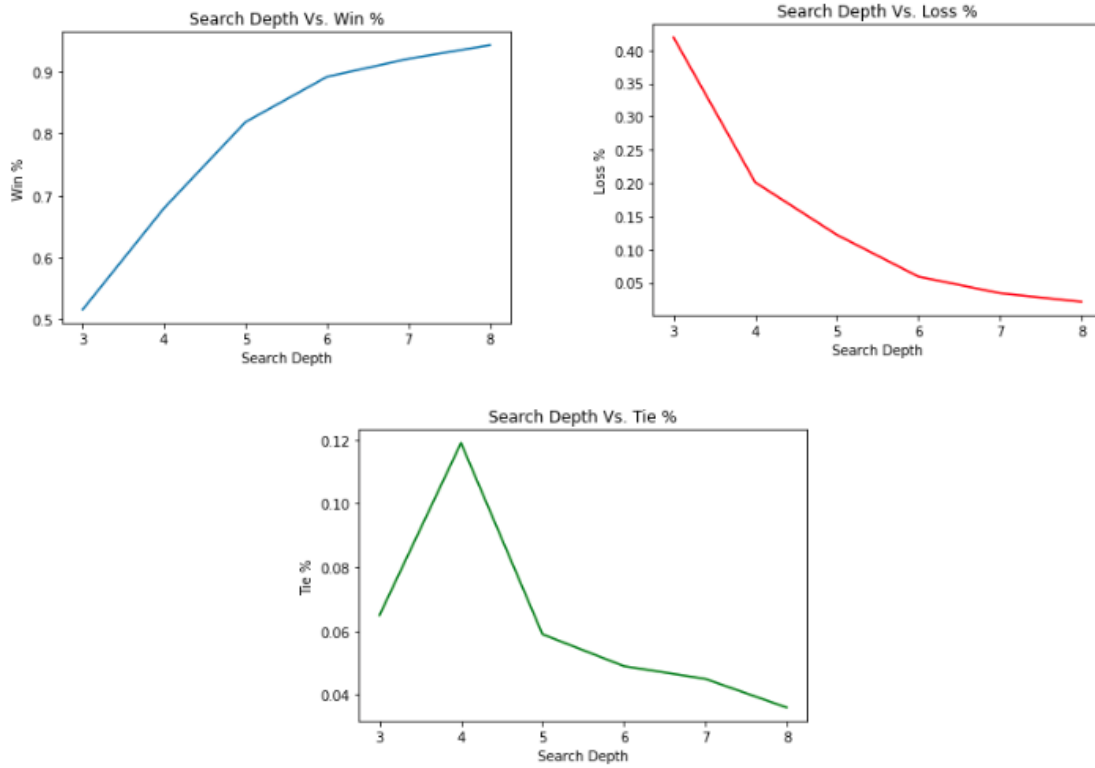 Search Depth Vs. Win %
Win %
0.9
0.8
0.7
0.6
0.5
3 4 5 6 7 8
Search Depth
Search Depth Vs. Loss %
Loss %
0.40
0.35
0.30
0.25
0.20
0.15
0.10
0.05
3 4 5 6 7 8
Search Depth
Search Depth Vs. Tie %
Tie %
0.12
0.10
0.08
0.06
0.04
3 4 5 6 7 8
Search Depth